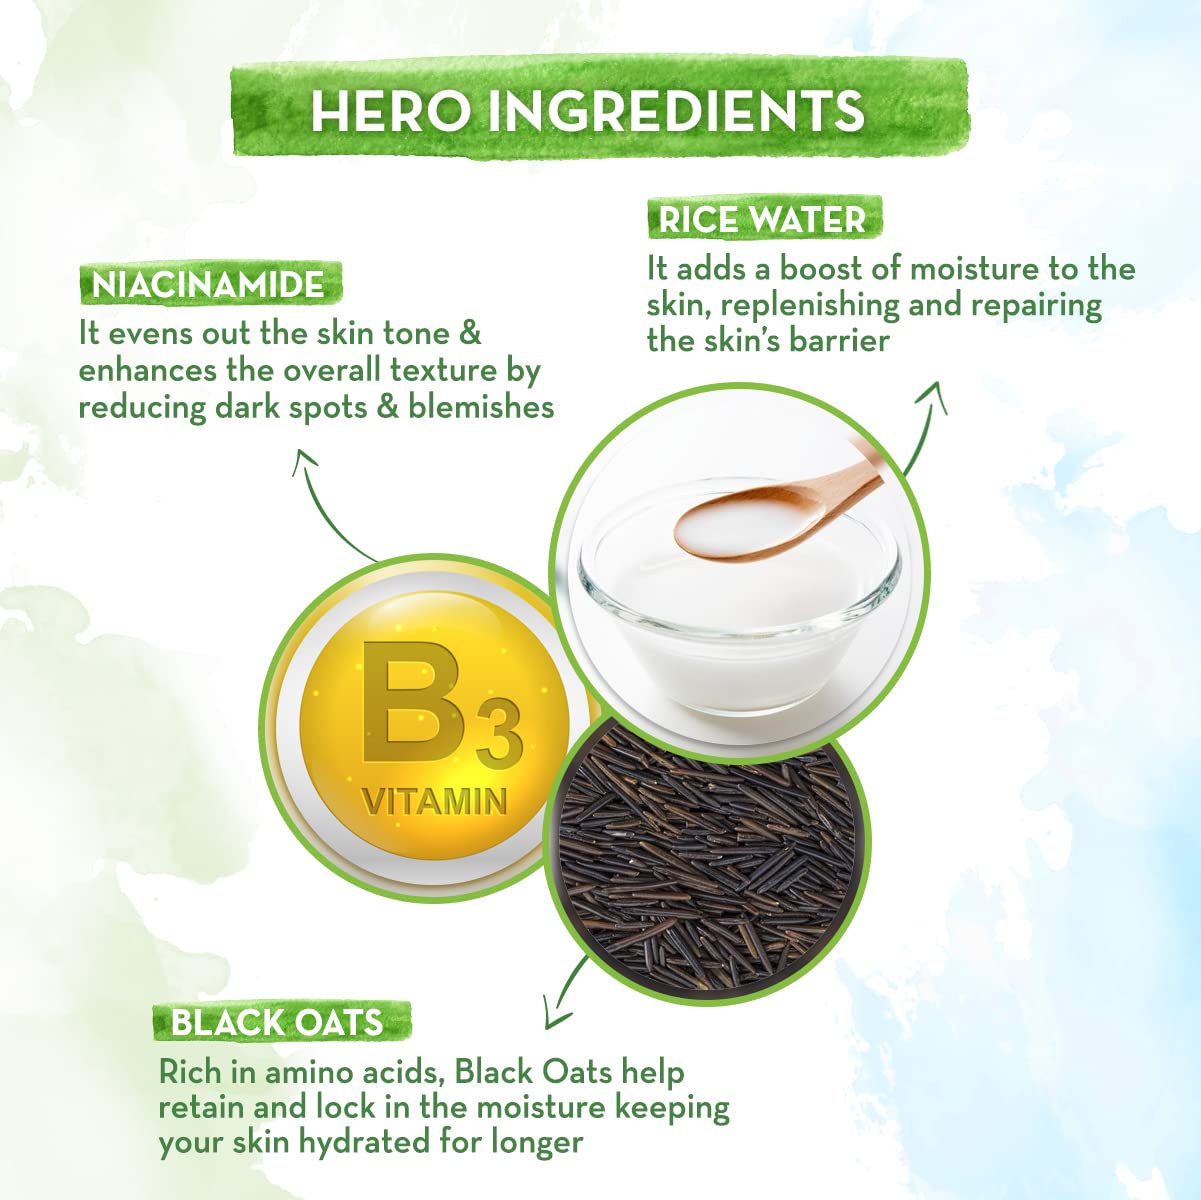 HERO INGREDIENTS
RICE WATER
It adds a boost of moisture to the
skin, replenishing and repairing
the skin's barrier
NIACINAMIDE
It evens out the skin tone &
enhances the overall texture by
reducing dark spots & blemishes
B3
VITAMIN
BLACK OATS
Rich in amino acids, Black Oats help
retain and lock in the moisture keeping
your skin hydrated for longer